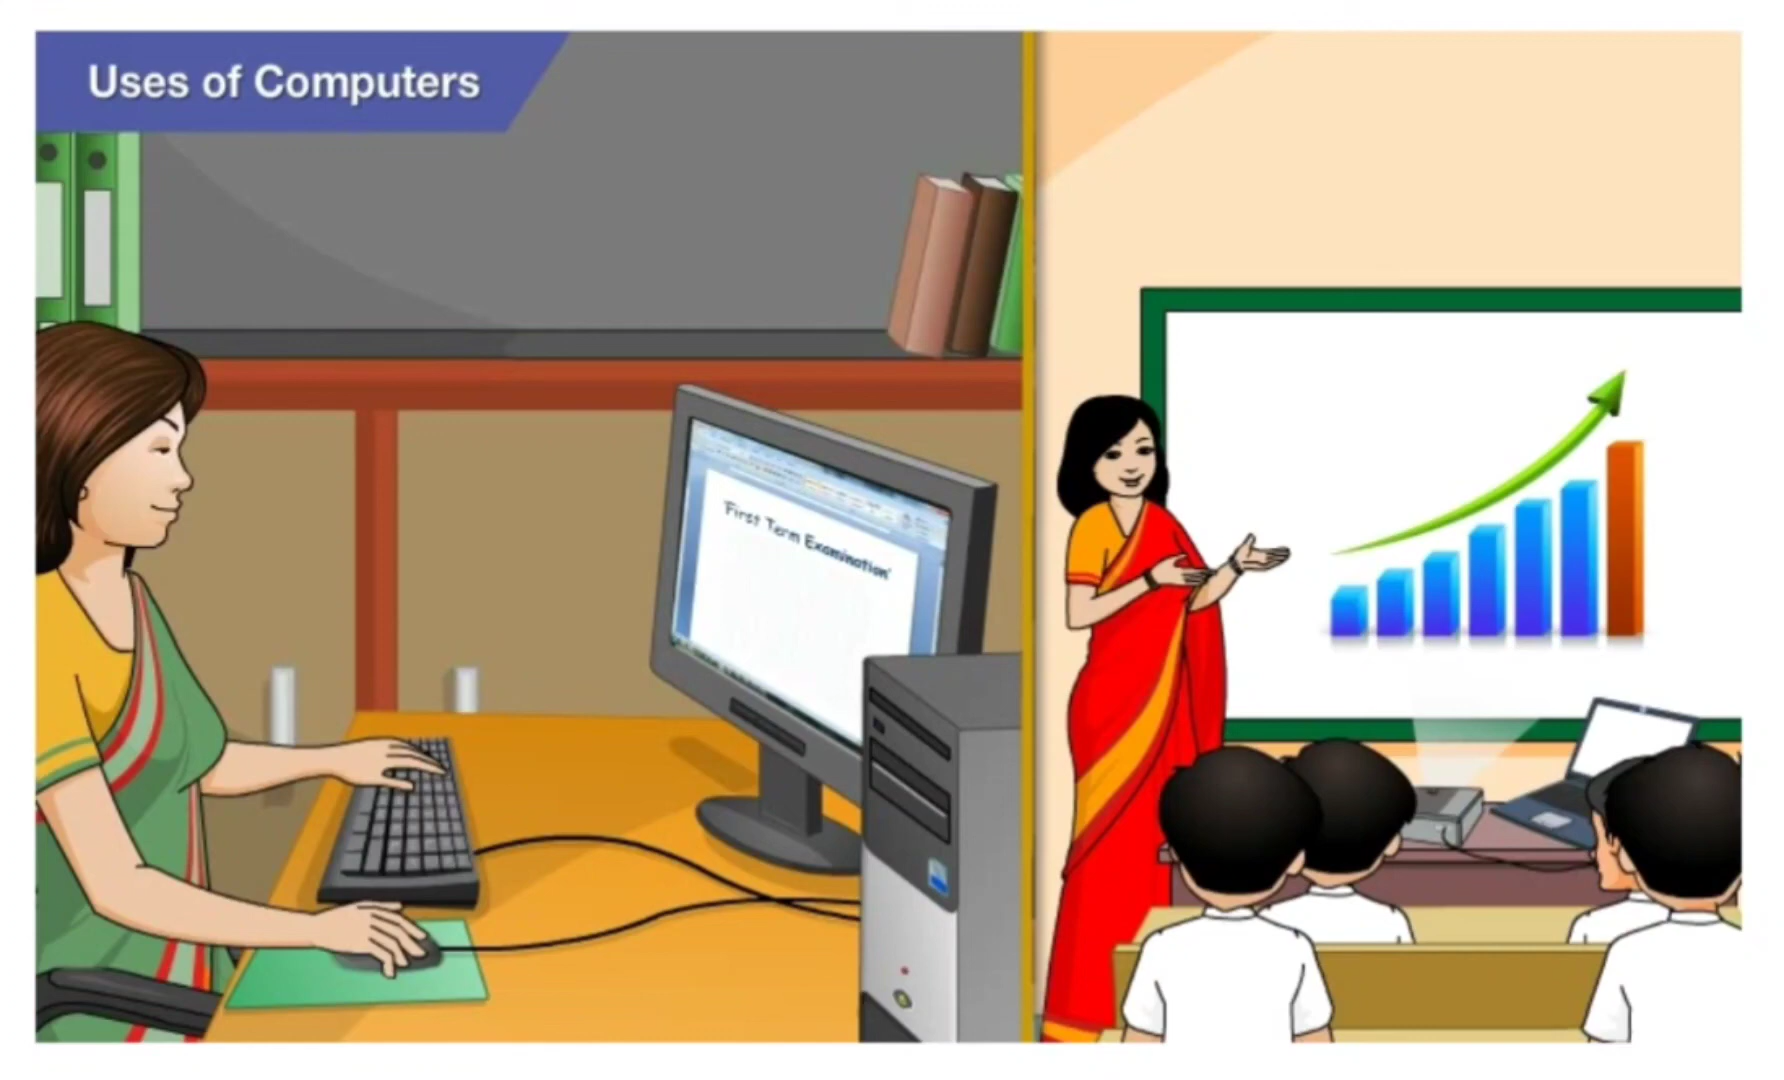 Uses of Computers
'First Term Examination'